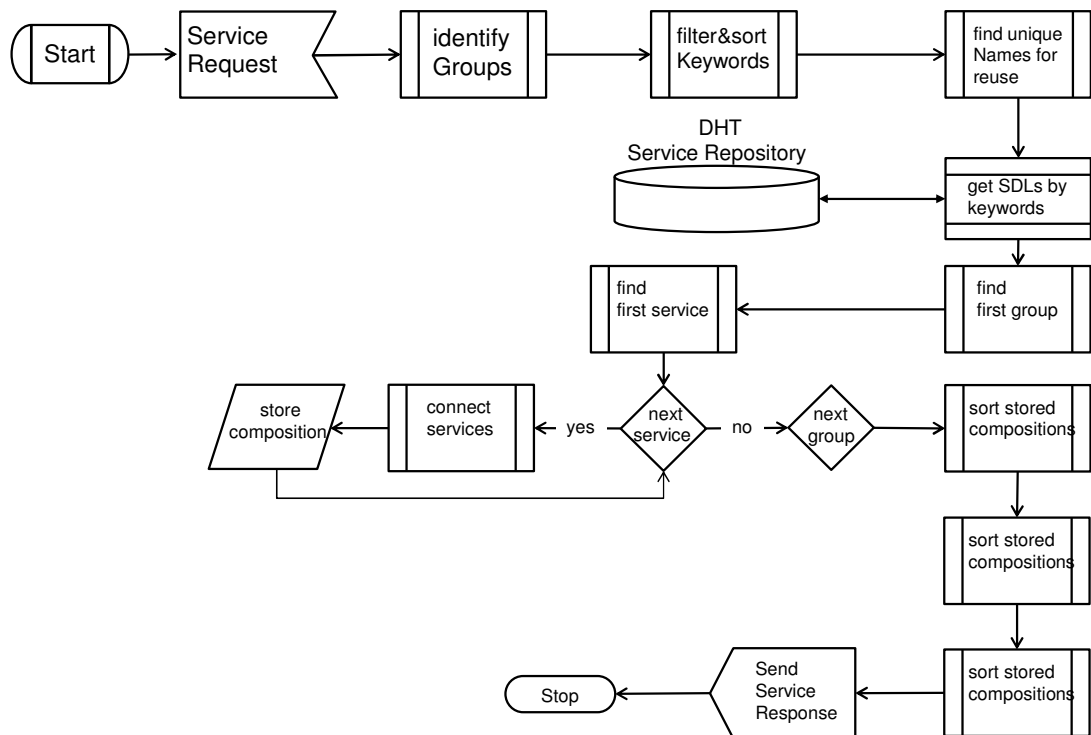 Start
Service
Request
identify
Groups
filter&sort
Keywords
find unique
Names for
reuse
DHT
Service Repository
get SDLs by
keywords
find
first service
find
first group
store
composition
connect
services
yes
next
service
no
next
group
sort stored
compositions
sort stored
compositions
Stop
Send
Service
Response
sort stored
compositions